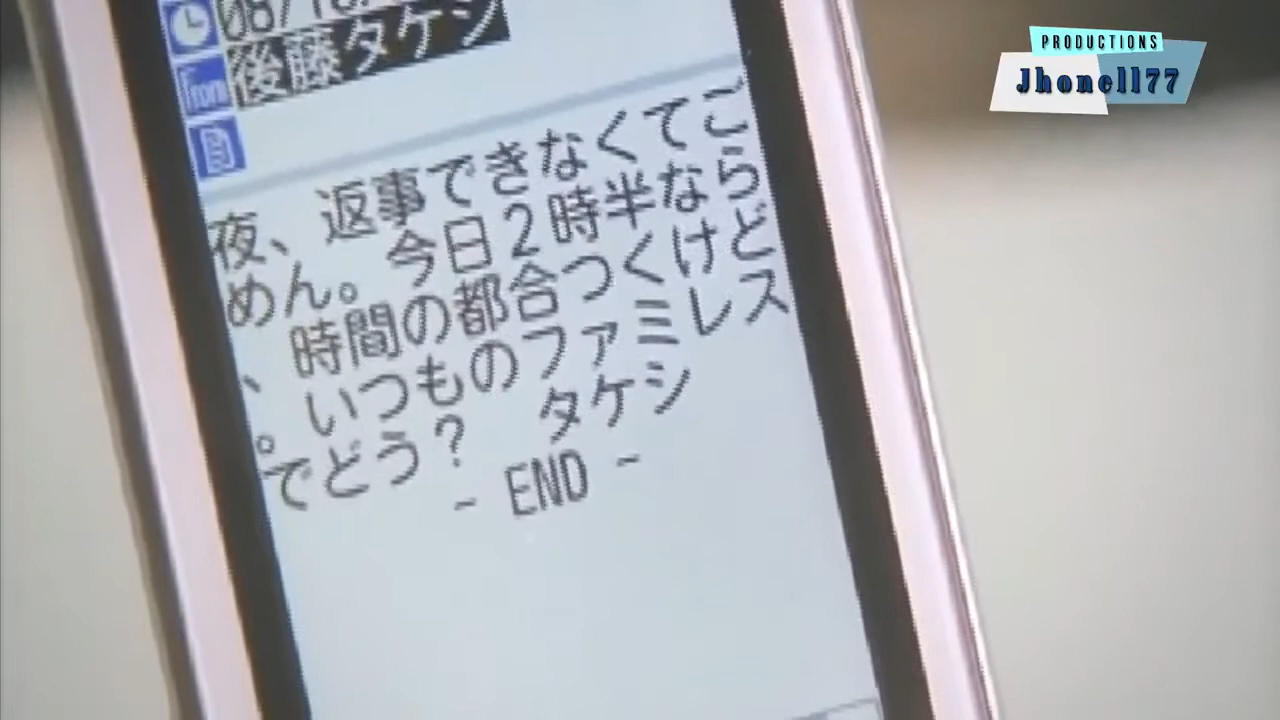 後藤タケシ
From
夜、返事できなくてご
めん。今日2時半なら
、時間の都合つくけど
。いつものファミレス
でどう? タケシ
- END -
PRODUCTIONS
Jhonell77